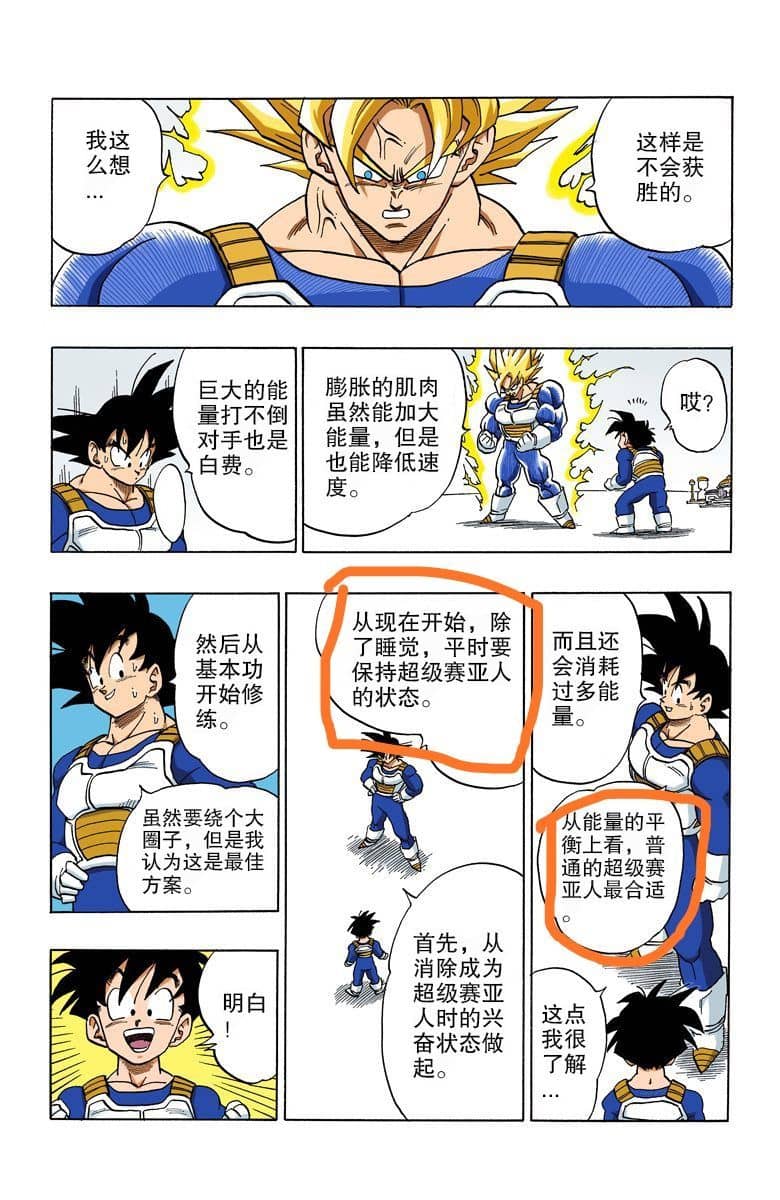 这样是
不会获
胜的。
我这
么想
...
哎?
膨胀的肌肉
虽然能加大
能量，但是
也能降低速
度。
巨大的能
量打不倒
对手也是
白费。
而且还
会消耗
过多能
量。
从能量的平
衡上看，普
通的超级赛
亚人最合适
。
这点
我很
了解
...
从现在开始，除
了睡觉，平时要
保持超级赛亚人
的状态。
首先，从
消除成为
超级赛亚
人时的兴
奋状态做
起。
然后从
基本功
开始修
练。
虽然要绕个大
圈子，但是我
认为这是最佳
方案。
明白
!